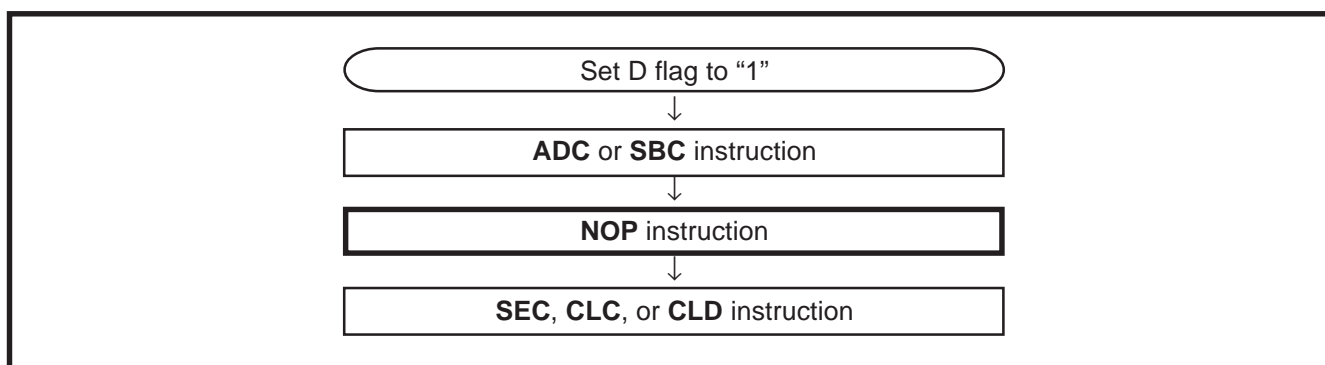 Set D flag to “1”
↓
ADC or SBC instruction
↓
NOP instruction
↓
SEC, CLC, or CLD instruction